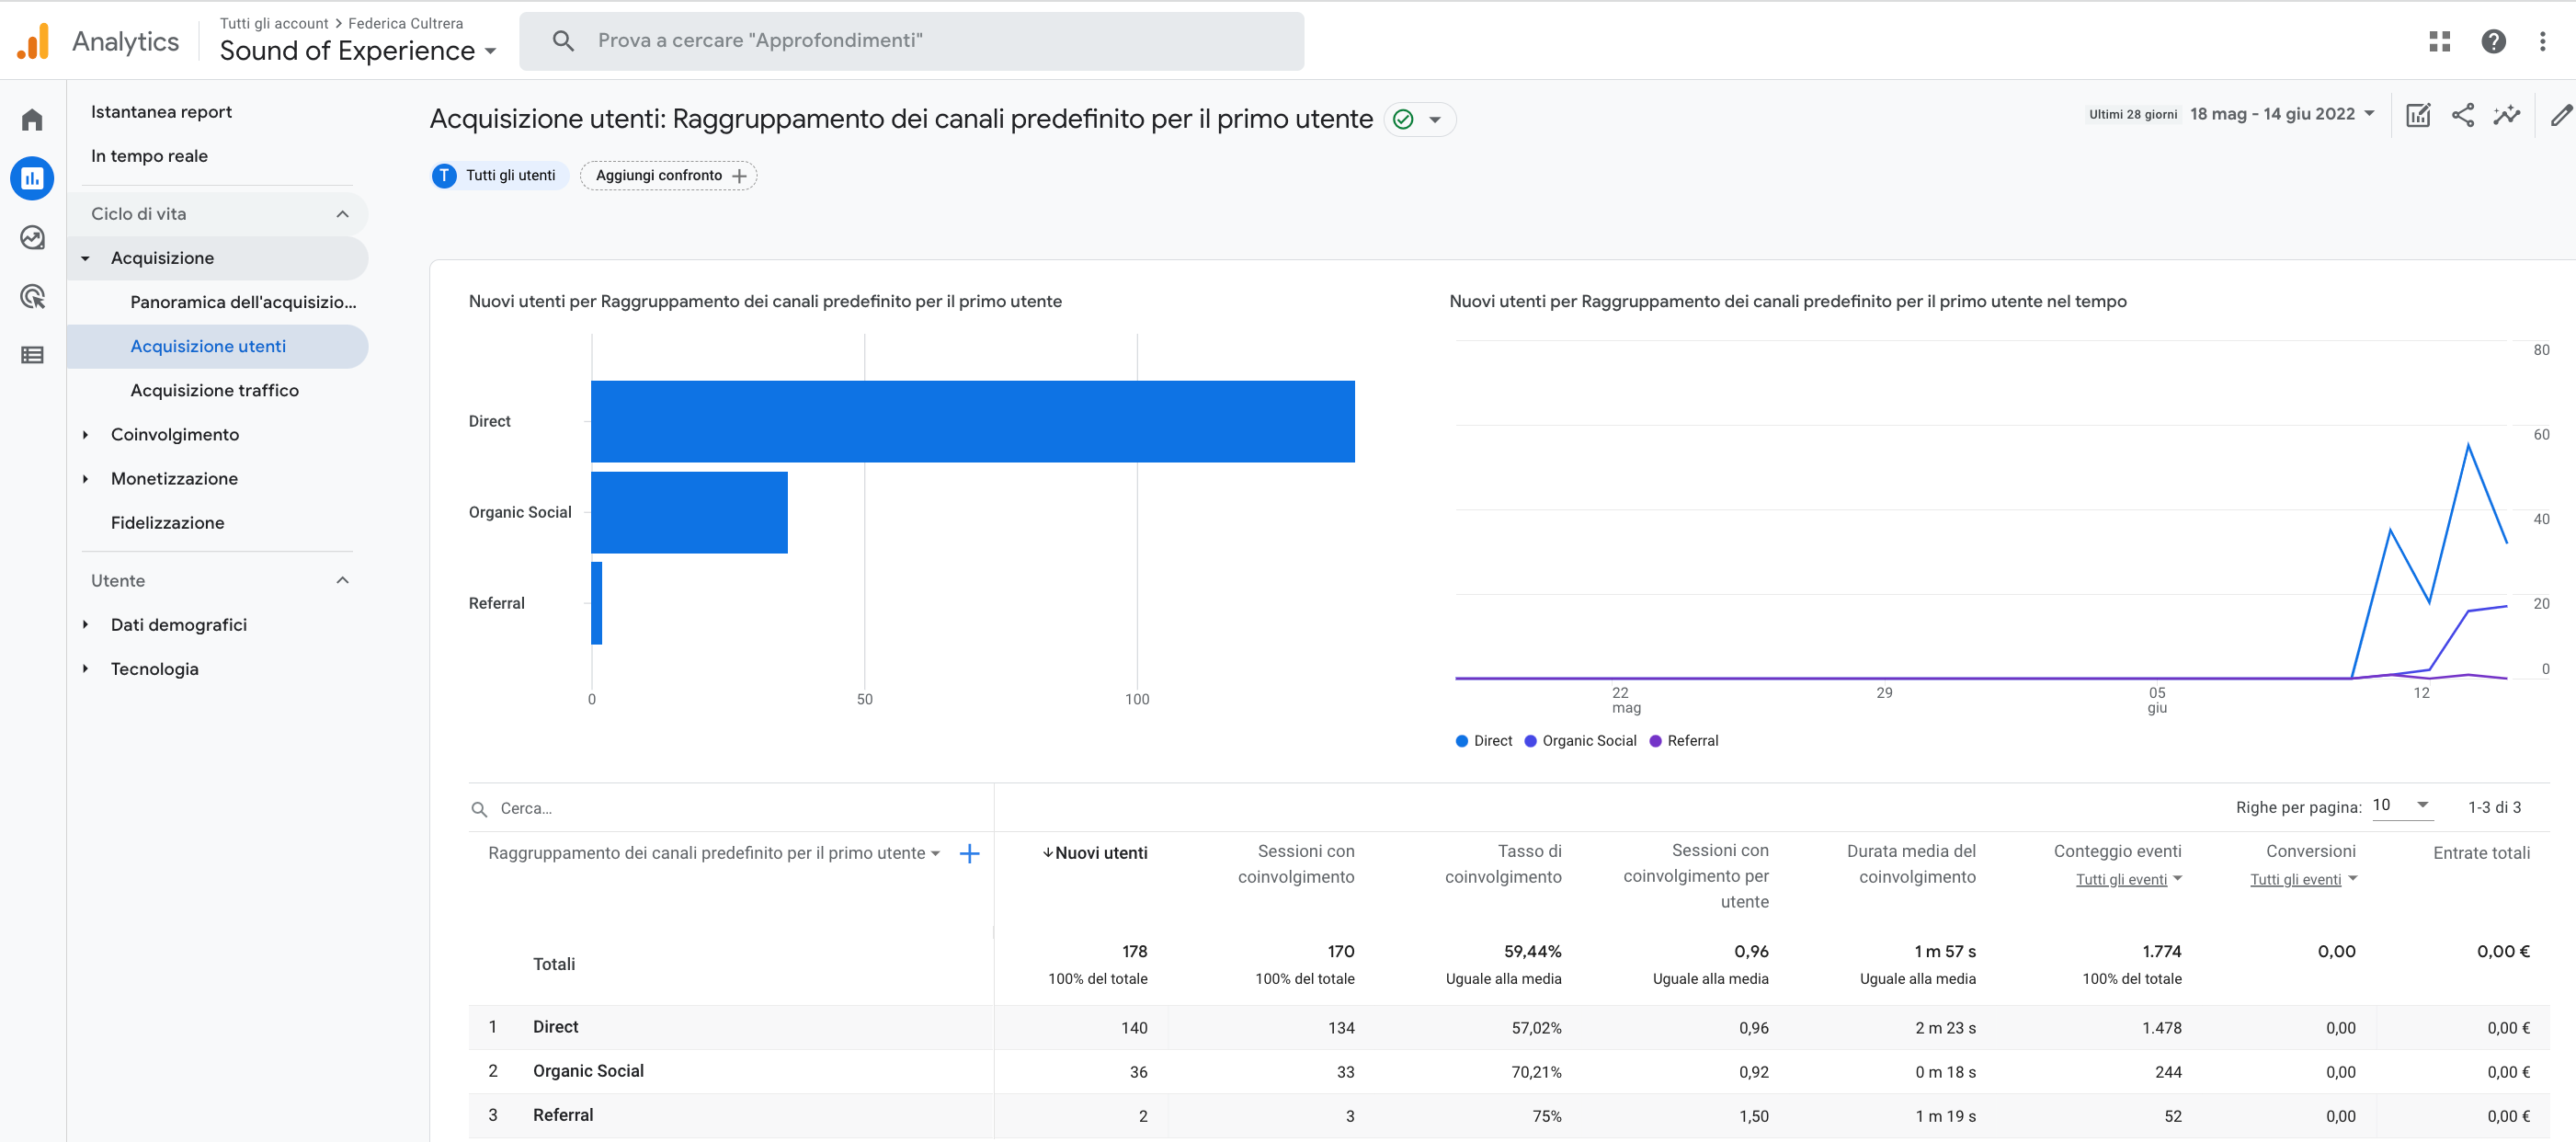 Analytics
Tutti gli account > Federica Cultrera
Sound of Experience
Prova a cercare "Approfondimenti"
Istantanea report
In tempo reale
Ciclo di vita
Acquisizione
Panoramica dell'acquisizio...
Acquisizione utenti
Acquisizione traffico
Coinvolgimento
Monetizzazione
Fidelizzazione
Utente
Dati demografici
Tecnologia
Acquisizione utenti: Raggruppamento dei canali predefinito per il primo utente
Ultimi 28 giorni 18 mag - 14 giu 2022
T Tutti gli utenti
Aggiungi confronto
Nuovi utenti per Raggruppamento dei canali predefinito per il primo utente
Direct
Organic Social
Referral
0 50 100
Nuovi utenti per Raggruppamento dei canali predefinito per il primo utente nel tempo
80
60
40
20
0
22 29 05 12
mag giu
Direct Organic Social Referral
Cerca...
Righe per pagina: 10 1-3 di 3
Raggruppamento dei canali predefinito per il primo utente
Nuovi utenti
Sessioni con
coinvolgimento
Tasso di
coinvolgimento
Sessioni con
coinvolgimento per
utente
Durata media del
coinvolgimento
Conteggio eventi
Tutti gli eventi
Conversioni
Tutti gli eventi
Entrate totali
Totali
178 170 59,44% 0,96 1 m 57 s 1.774 0,00 0,00 €
100% del totale 100% del totale Uguale alla media Uguale alla media Uguale alla media 100% del totale
1 Direct 140 134 57,02% 0,96 2 m 23 s 1.478 0,00 0,00 €
2 Organic Social 36 33 70,21% 0,92 0 m 18 s 244 0,00 0,00 €
3 Referral 2 3 75% 1,50 1 m 19 s 52 0,00 0,00 €